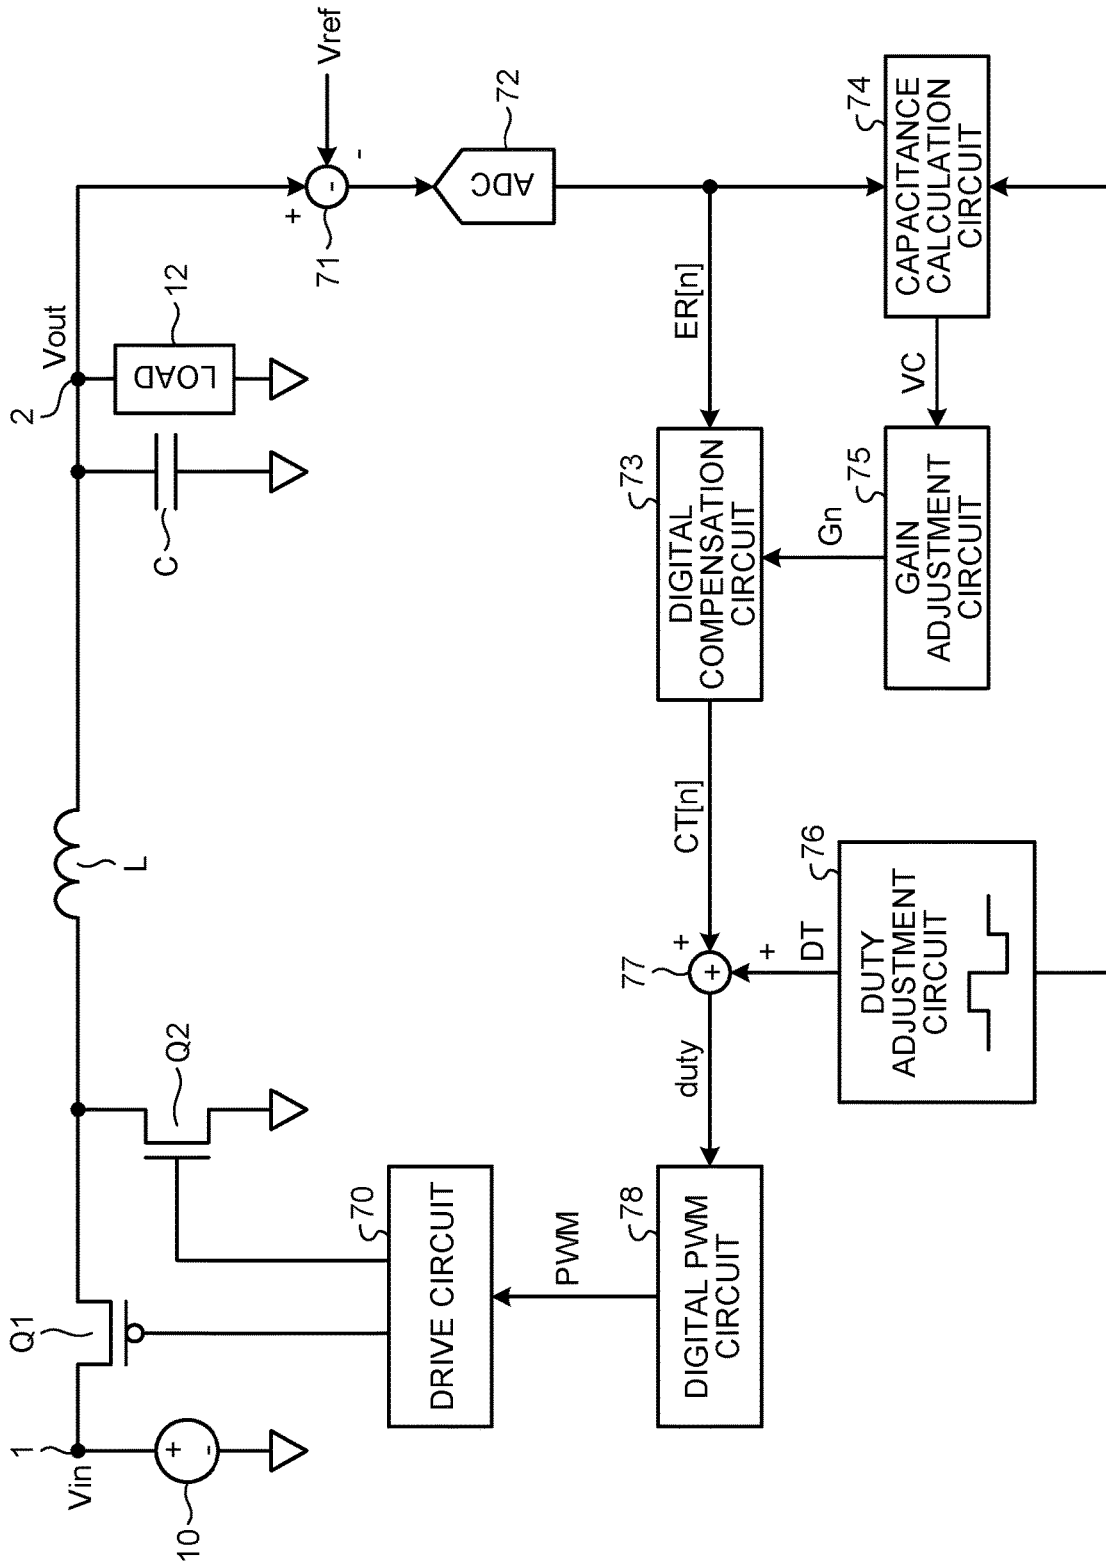 1
Vin
10
+
-
Q1
Q2
L
C
2
Vout
LOAD
12
+
-
71
-
Vref
ADC
72
DRIVE CIRCUIT
70
PWM
DIGITAL PWM
CIRCUIT
78
duty
77
+
+
+
DT
CT[n]
DIGITAL
COMPENSATION
CIRCUIT
73
ER[n]
Gn
DUTY
ADJUSTMENT
CIRCUIT
76
GAIN
ADJUSTMENT
CIRCUIT
75
VC
CAPACITANCE
CALCULATION
CIRCUIT
74